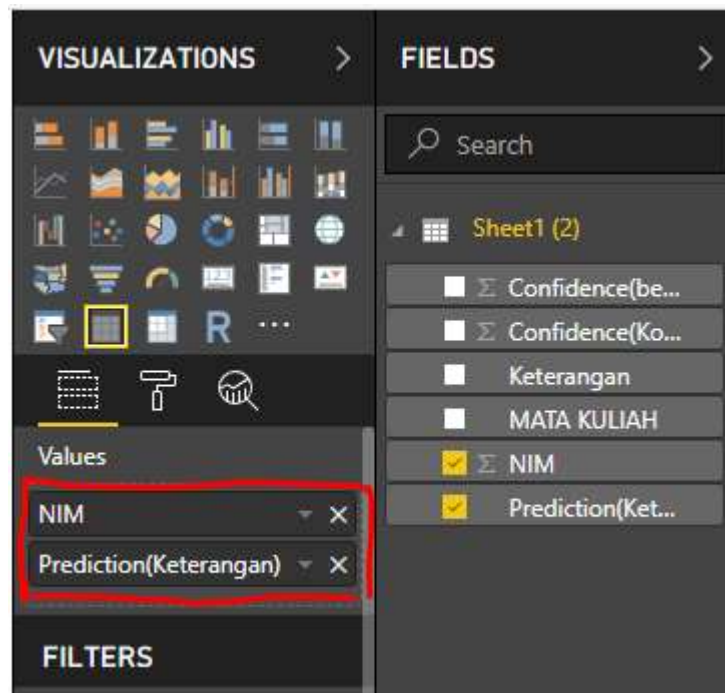 VISUALIZATIONS
R
Values
NIM
Prediction(Keterangan)
FILTERS
FIELDS
Search
Sheet1 (2)
Σ Confidence(be...
Σ Confidence(Ko...
Keterangan
MATA KULIAH
Σ NIM
Prediction(Ket...